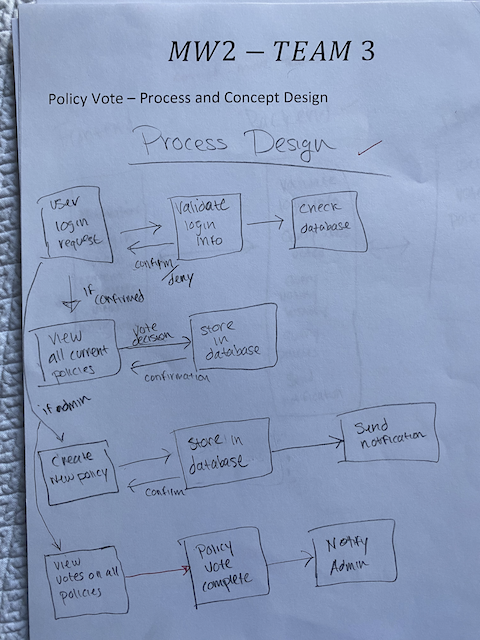 MW2 – TEAM 3
Policy Vote – Process and Concept Design
Process Design
user
login
request
Validate
login
info
check
database
confirm/
deny
if
confirmed
View
all current
policies
vote
decision
store
in
database
confirmation
if admin
Create
New policy
Store in
database
Send
notification
confirm
View
votes on all
policies
Policy
vote
complete
Notify
Admin